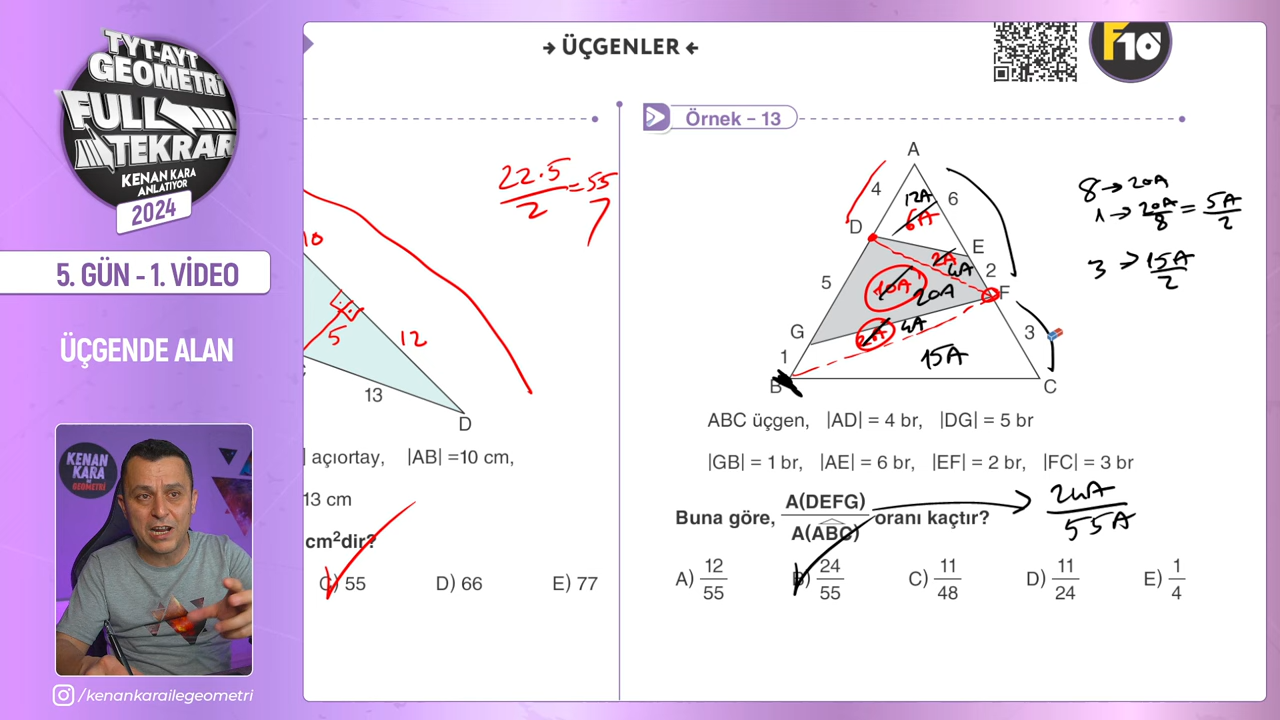 TYT-AYT
GEOMETRİ
FULL
TEKRAR
KENAN KARA
ANLATIYOR
2024
5. GÜN - 1. VİDEO
ÜÇGENDE ALAN
KENAN
KARA
GEOMETRİ
/kenankarailegeometri
→ ÜÇGENLER ←
F10
22.5/2 = 55
10
5
12
13
D
| açıortay, |AB| =10 cm,
13 cm
cm²dir?
C) 55 D) 66 E) 77
Örnek – 13
A
4
12A
6
6A
D
E
2A
4A
2
5
10A
20A
F
G
2A
4A
3
1
15A
B
C
8 → 20A
1 → 20A/8 = 5A/2
3 → 15A/2
ABC üçgen, |AD| = 4 br, |DG| = 5 br
|GB| = 1 br, |AE| = 6 br, |EF| = 2 br, |FC| = 3 br
Buna göre, A(DEFG)/A(ABC) oranı kaçtır?
24A/55A
A) 12/55 B) 24/55 C) 11/48 D) 11/24 E) 1/4